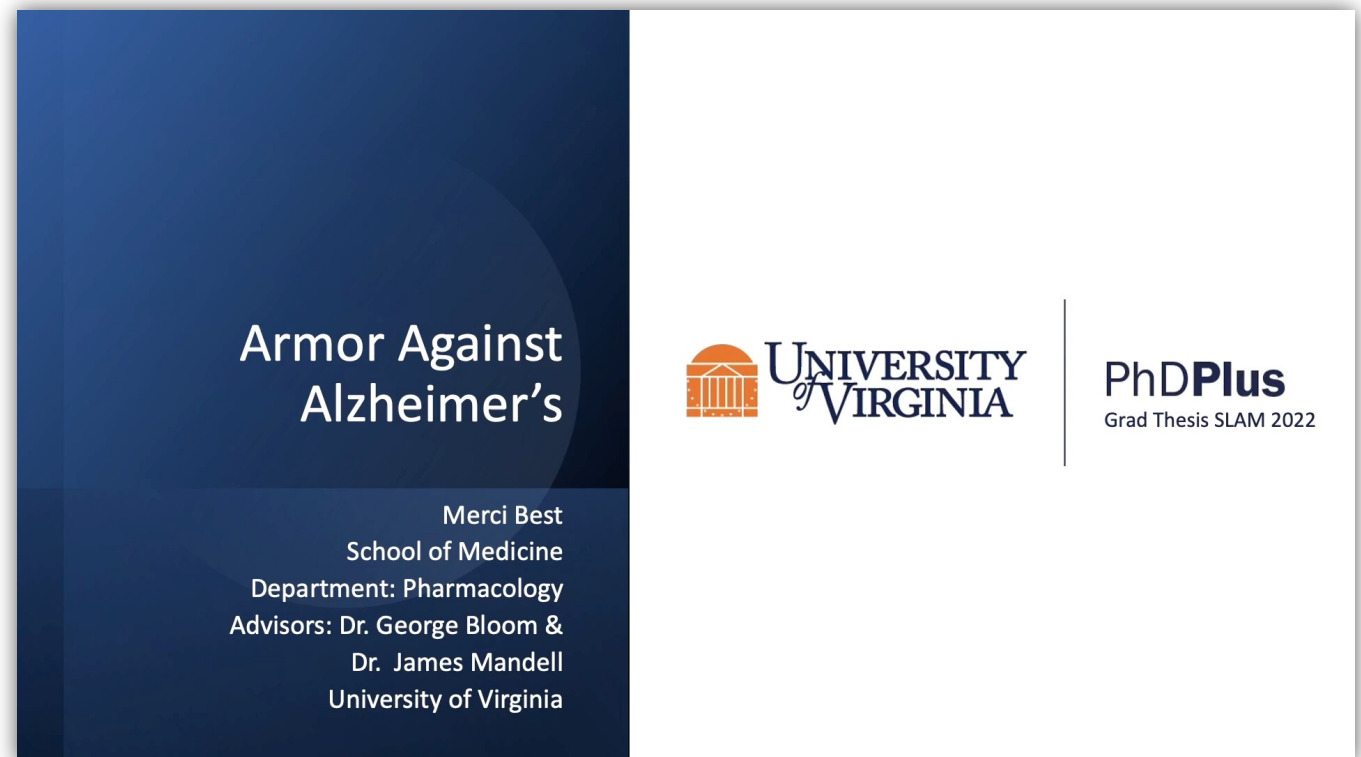 Armor Against
Alzheimer's
Merci Best
School of Medicine
Department: Pharmacology
Advisors: Dr. George Bloom &
Dr.  James Mandell
University of Virginia
UNIVERSITY
of VIRGINIA
PhDPlus
Grad Thesis SLAM 2022